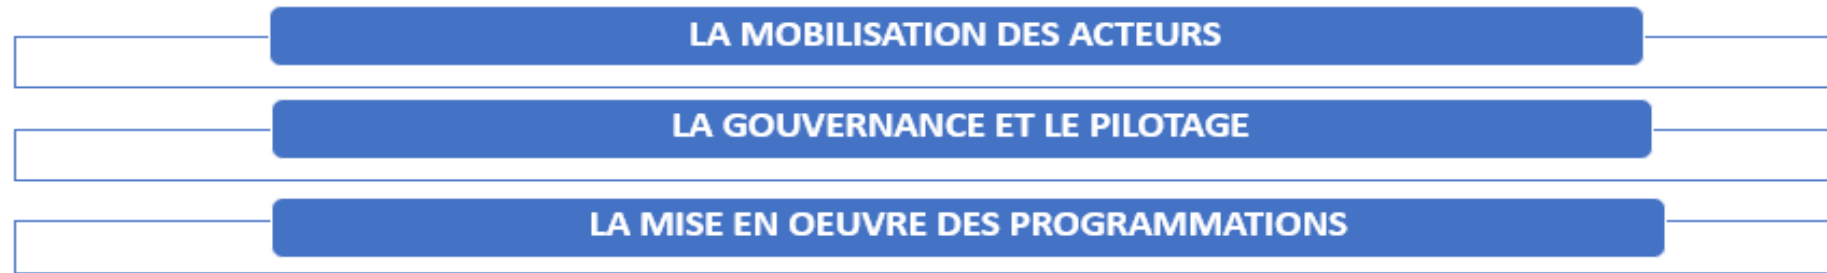 LA MOBILISATION DES ACTEURS
LA GOUVERNANCE ET LE PILOTAGE
LA MISE EN OEUVRE DES PROGRAMMATIONS